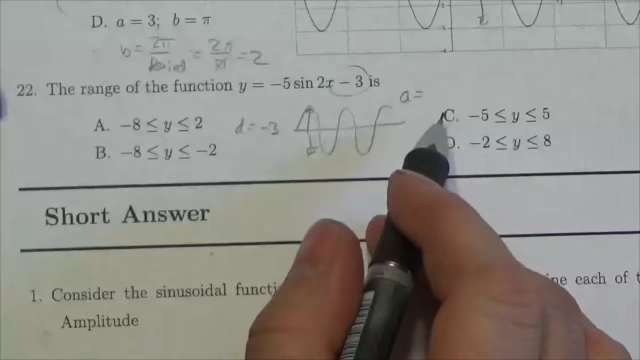 D. a = 3; b = π
b = 2π/Period = 2π/π = 2
22. The range of the function y = −5 sin 2x − 3 is
a =
A. −8 ≤ y ≤ 2
d = −3
C. −5 ≤ y ≤ 5
B. −8 ≤ y ≤ −2
D. −2 ≤ y ≤ 8
Short Answer
1. Consider the sinusoidal functi
ine each of t
Amplitude